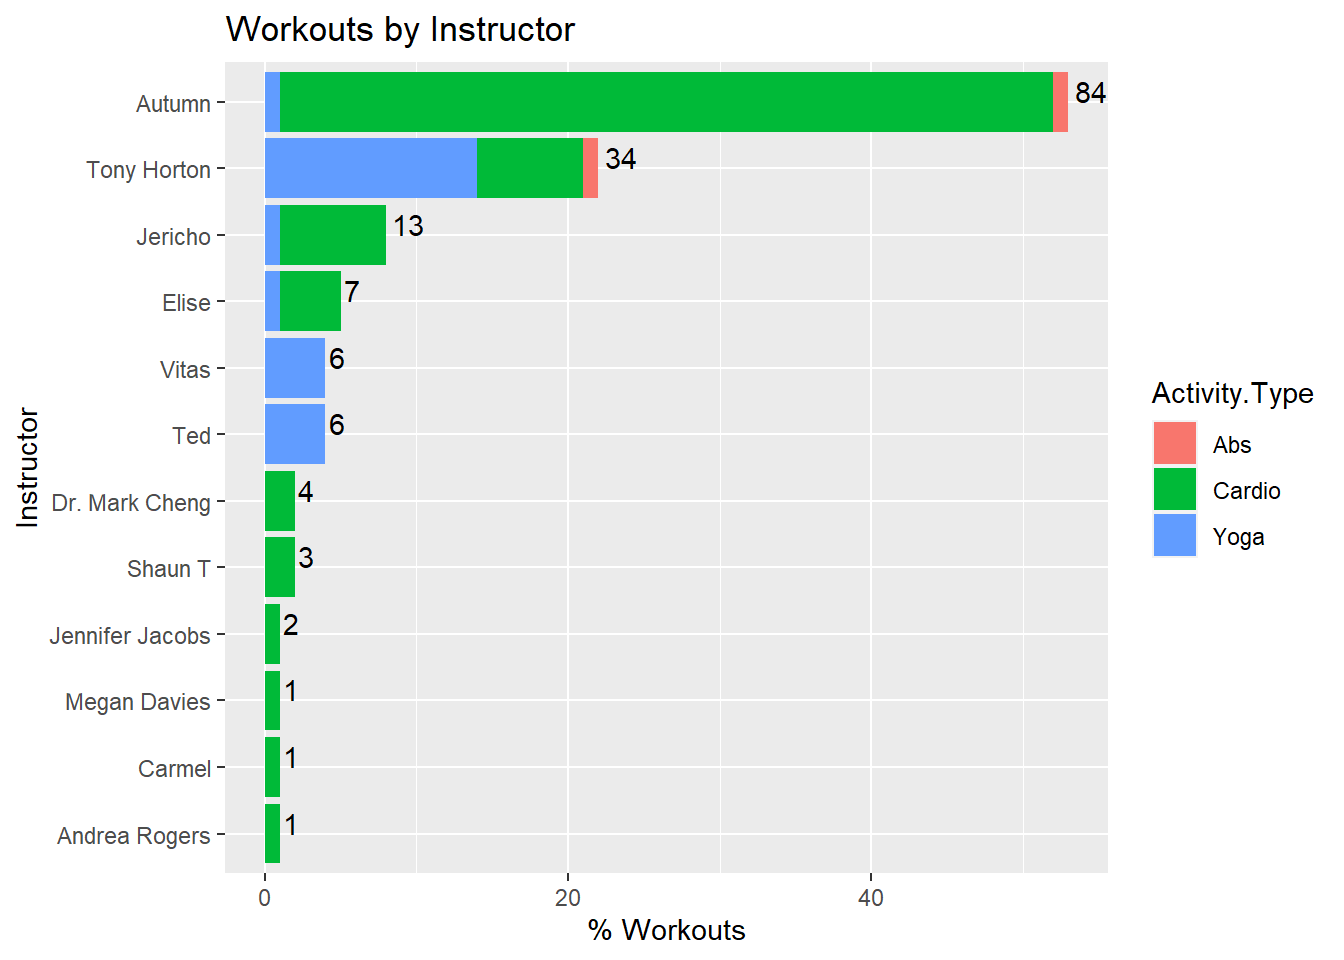 Workouts by Instructor
Autumn 84
Tony Horton 34
Jericho 13
Elise 7
Vitas 6
Ted 6
Dr. Mark Cheng 4
Shaun T 3
Jennifer Jacobs 2
Megan Davies 1
Carmel 1
Andrea Rogers 1
0 20 40
% Workouts
Instructor
Activity.Type
Abs
Cardio
Yoga